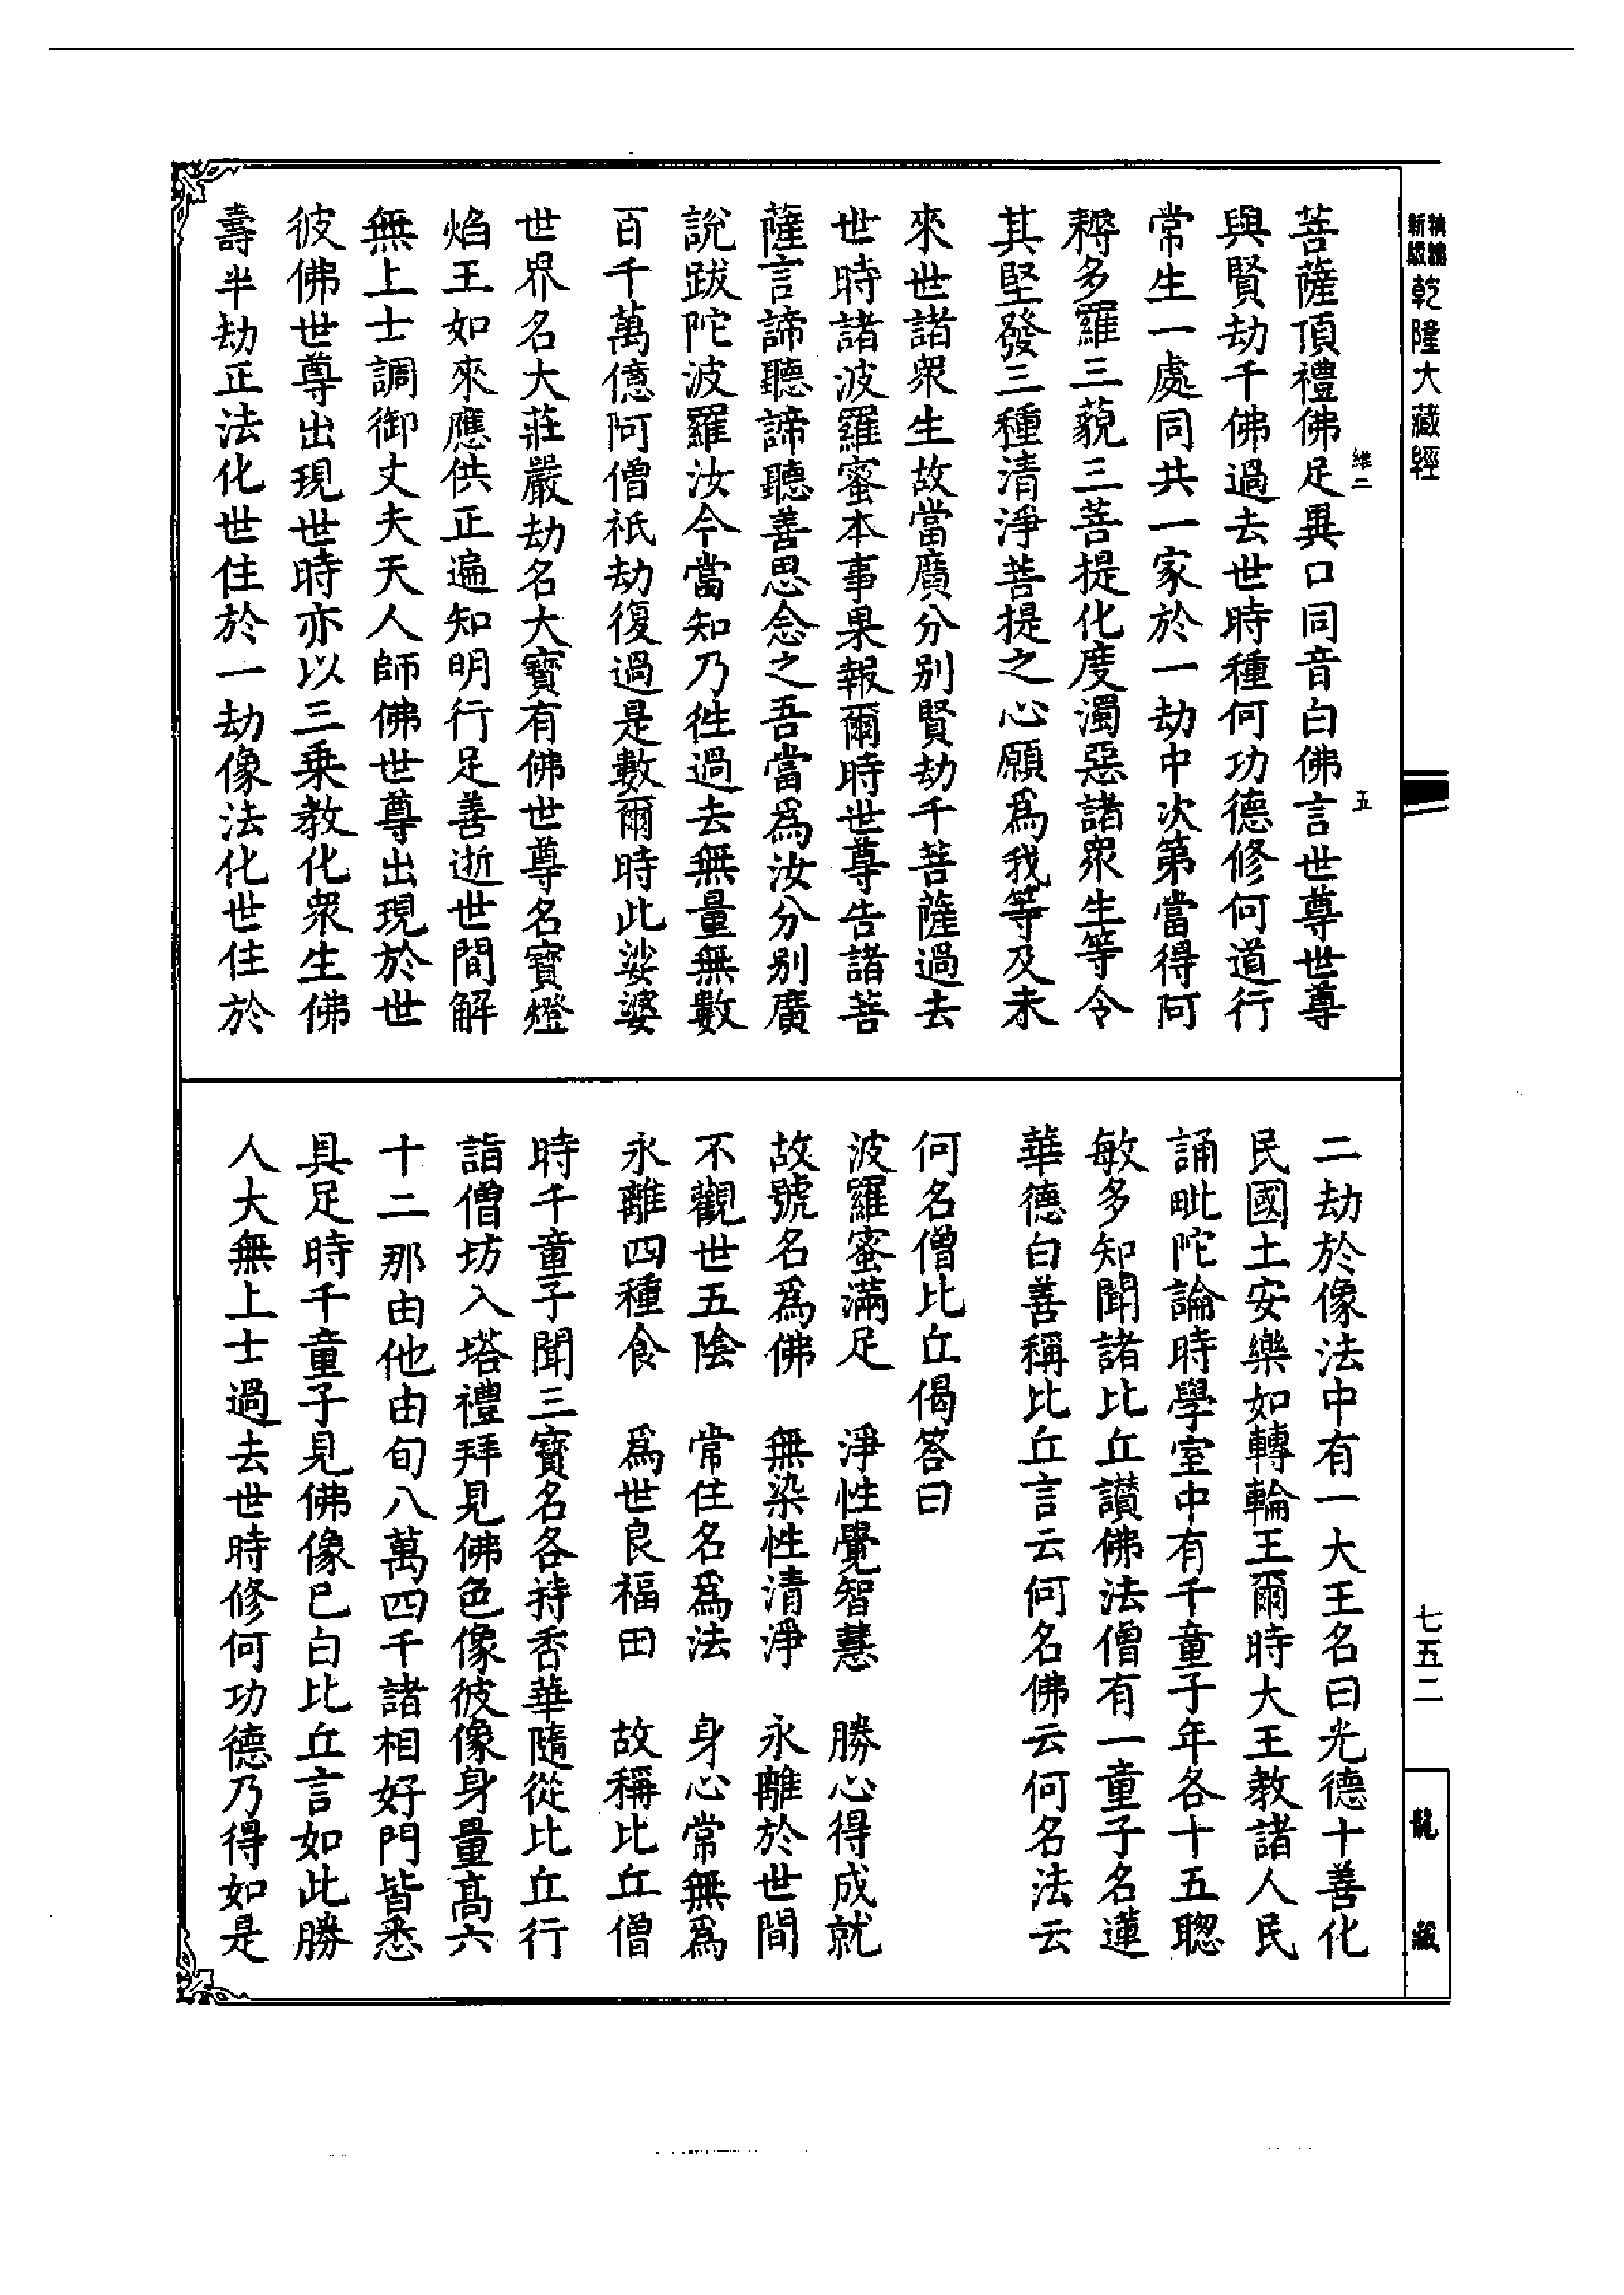 乾隆大藏經
維二
五
菩薩頂禮佛足異口同音白佛言世尊世尊
與賢劫千佛過去世時種何功德修何道行
常生一處同共一家於一劫中次第當得阿
耨多羅三藐三菩提化度濁惡諸衆生等令
其堅發三種清淨菩提之心願爲我等及未
來世諸衆生故當廣分别賢劫千菩薩過去
世時諸波羅蜜本事果報爾時世尊告諸菩
薩言諦聽諦聽善思念之吾當爲汝分别廣
說跋陀波羅汝今當知乃徃過去無量無數
百千萬億阿僧祇劫復過是數爾時此娑婆
世界名大莊嚴劫名大寶有佛世尊名寶燈
焰王如來應供正遍知明行足善逝世間解
無上士調御丈夫天人師佛世尊出現於世
彼佛世尊出現世時亦以三乗教化衆生佛
壽半劫正法化世住於一劫像法化世住於
二劫於像法中有一大王名曰光德十善化
民國土安樂如轉輪王爾時大王教諸人民
誦毗陀論時學室中有千童子年各十五聦
敏多知聞諸比丘讃佛法僧有一童子名蓮
華德白善稱比丘言云何名佛云何名法云
何名僧比丘偈答曰
波羅蜜滿足　淨性覺智慧　勝心得成就
故號名爲佛　無染性清淨　永離於世間
不觀世五陰　常住名爲法　身心常無爲
永離四種食　爲世良福田　故稱比丘僧
時千童子聞三寶名各持香華隨從比丘行
詣僧坊入塔禮拜見佛色像彼像身量高六
十二那由他由旬八萬四千諸相好門皆悉
具足時千童子見佛像已白比丘言如此勝
人大無上士過去世時修何功德乃得如是
七五二